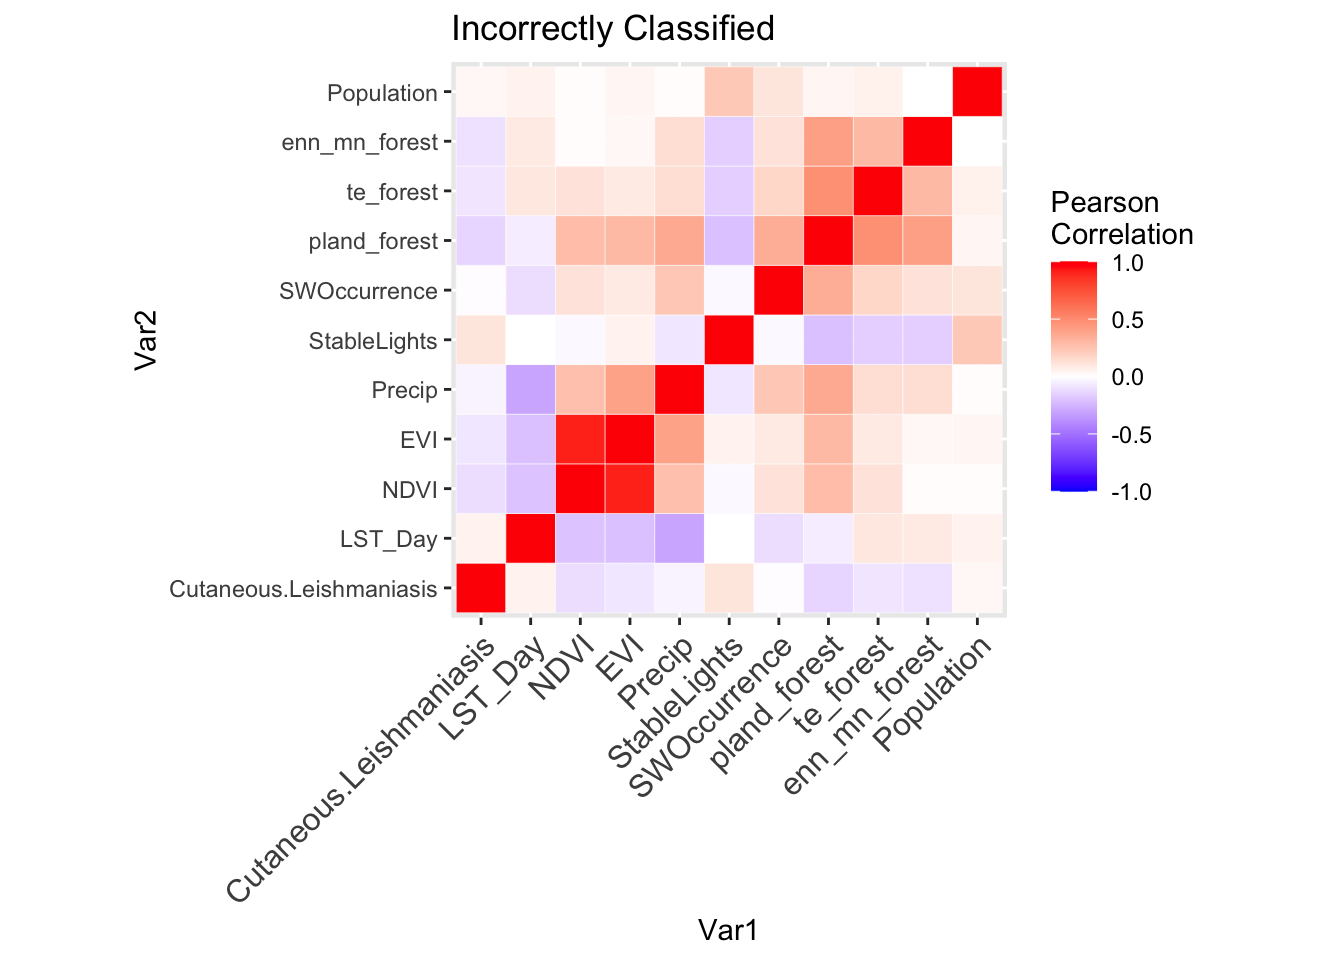 Incorrectly Classified
Population
enn_mn_forest
te_forest
pland_forest
SWOccurrence
StableLights
Precip
EVI
NDVI
LST_Day
Cutaneous.Leishmaniasis
Var2
Cutaneous.Leishmaniasis
LST_Day
NDVI
EVI
Precip
StableLights
SWOccurrence
pland_forest
te_forest
enn_mn_forest
Population
Var1
Pearson
Correlation
1.0
0.5
0.0
-0.5
-1.0